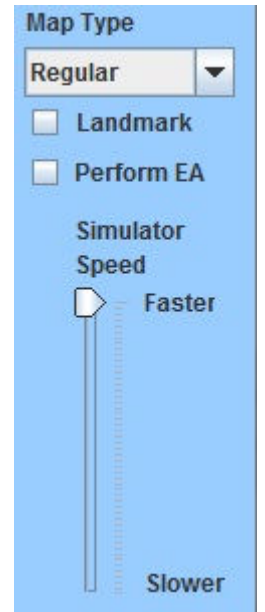 Map Type
Regular
Landmark
Perform EA
Simulator
Speed
Faster
Slower